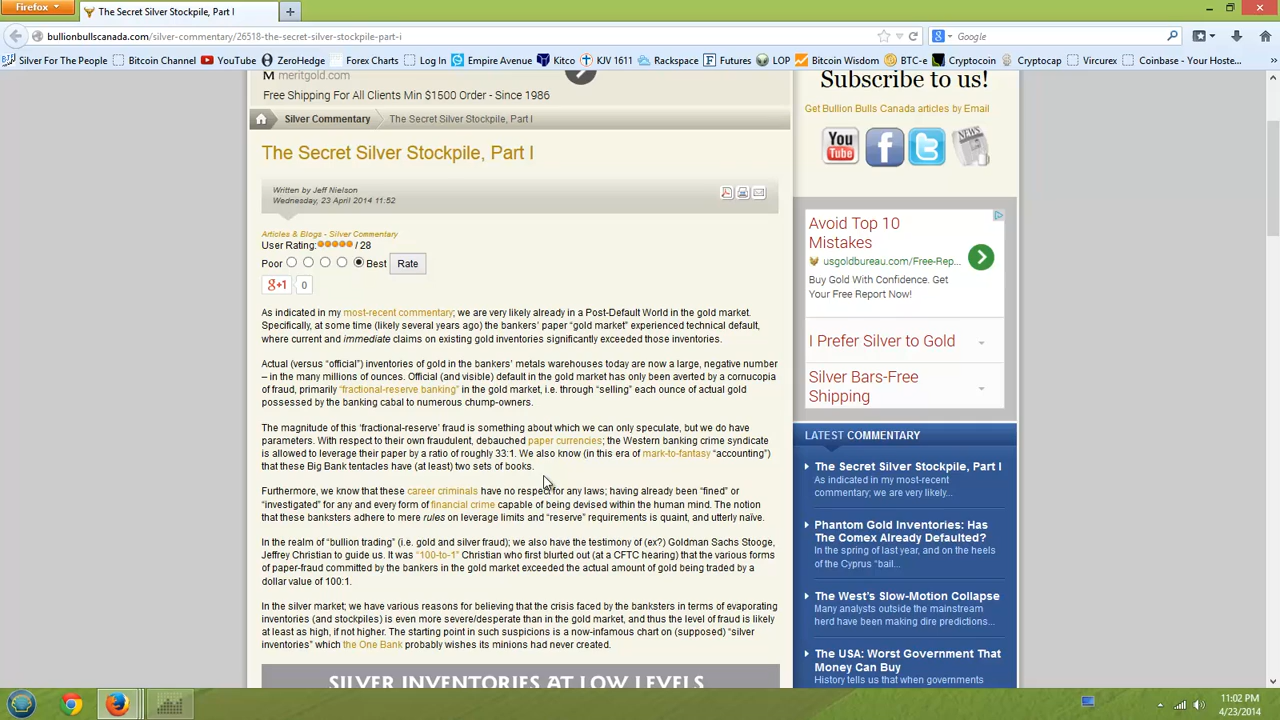 Firefox
The Secret Silver Stockpile, Part I
bullionbullscanada.com/silver-commentary/26518-the-secret-silver-stockpile-part-i
Google
Silver For The People
Bitcoin Channel
YouTube
ZeroHedge
Forex Charts
Log In
Empire Avenue
Kitco
KJV 1611
Rackspace
Futures
LOP
Bitcoin Wisdom
BTC-e
Cryptocoin
Cryptocap
Vircurex
Coinbase - Your Hoste...
M meritgold.com
Free Shipping For All Clients Min $1500 Order - Since 1986
Silver Commentary
The Secret Silver Stockpile, Part I
The Secret Silver Stockpile, Part I
Written by Jeff Nielson
Wednesday, 23 April 2014 11:52
Articles & Blogs - Silver Commentary
User Rating: / 28
Poor Best Rate
g+1 0
As indicated in my most-recent commentary; we are very likely already in a Post-Default World in the gold market.
Specifically, at some time (likely several years ago) the bankers' paper "gold market" experienced technical default,
where current and immediate claims on existing gold inventories significantly exceeded those inventories.
Actual (versus "official") inventories of gold in the bankers' metals warehouses today are now a large, negative number
– in the many millions of ounces. Official (and visible) default in the gold market has only been averted by a cornucopia
of fraud, primarily "fractional-reserve banking" in the gold market, i.e. through "selling" each ounce of actual gold
possessed by the banking cabal to numerous chump-owners.
The magnitude of this 'fractional-reserve' fraud is something about which we can only speculate, but we do have
parameters. With respect to their own fraudulent, debauched paper currencies; the Western banking crime syndicate
is allowed to leverage their paper by a ratio of roughly 33:1. We also know (in this era of mark-to-fantasy "accounting")
that these Big Bank tentacles have (at least) two sets of books.
Furthermore, we know that these career criminals have no respect for any laws; having already been "fined" or
"investigated" for any and every form of financial crime capable of being devised within the human mind. The notion
that these banksters adhere to mere rules on leverage limits and "reserve" requirements is quaint, and utterly naïve.
In the realm of "bullion trading" (i.e. gold and silver fraud); we also have the testimony of (ex?) Goldman Sachs Stooge,
Jeffrey Christian to guide us. It was "100-to-1" Christian who first blurted out (at a CFTC hearing) that the various forms
of paper-fraud committed by the bankers in the gold market exceeded the actual amount of gold being traded by a
dollar value of 100:1.
In the silver market; we have various reasons for believing that the crisis faced by the banksters in terms of evaporating
inventories (and stockpiles) is even more severe/desperate than in the gold market, and thus the level of fraud is likely
at least as high, if not higher. The starting point in such suspicions is a now-infamous chart on (supposed) "silver
inventories" which the One Bank probably wishes its minions had never created.
SILVER INVENTORIES AT LOW LEVELS
Subscribe to us!
Get Bullion Bulls Canada articles by Email
You
Tube
NEWS
Avoid Top 10
Mistakes
usgoldbureau.com/Free-Rep...
Buy Gold With Confidence. Get
Your Free Report Now!
I Prefer Silver to Gold
Silver Bars-Free
Shipping
LATEST COMMENTARY
The Secret Silver Stockpile, Part I
As indicated in my most-recent
commentary; we are very likely...
Phantom Gold Inventories: Has
The Comex Already Defaulted?
In the spring of last year, and on the heels
of the Cyprus "bail...
The West's Slow-Motion Collapse
Many analysts outside the mainstream
herd have been making dire predictions...
The USA: Worst Government That
Money Can Buy
History tells us that when governments
11:02 PM
4/23/2014